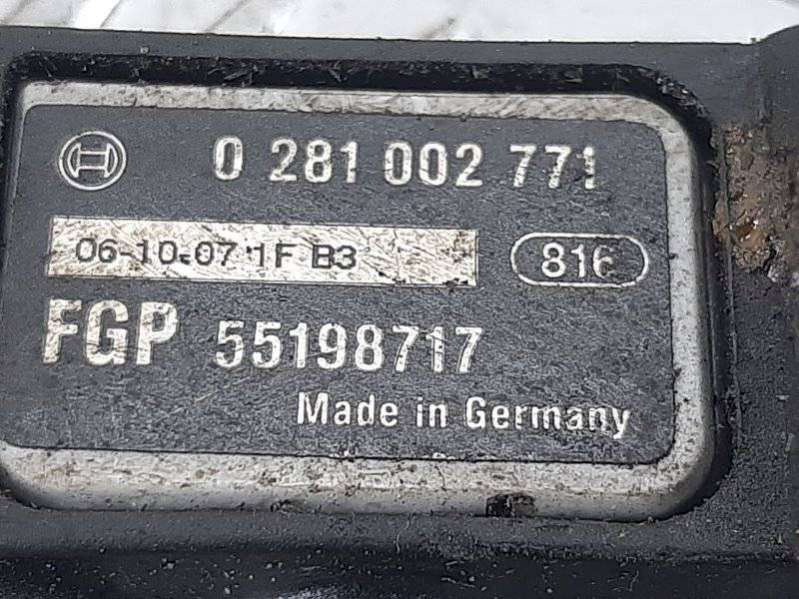 0 281 002 771
06-10-07 1F B3 816
FGP 55198717
Made in Germany